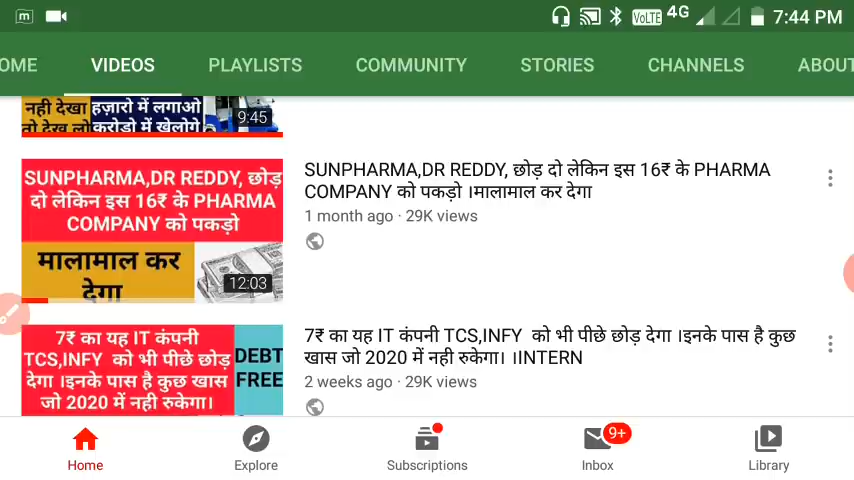 m 4G VoLTE 7:44 PM
OME VIDEOS PLAYLISTS COMMUNITY STORIES CHANNELS ABOUT
नही देखा हज़ारो में लगाओ
तो देख लो करोड़ो में खेलोगे 9:45
SUNPHARMA,DR REDDY, छोड़
दो लेकिन इस 16₹ के PHARMA
COMPANY को पकड़ो
मालामाल कर
देगा
12:03
SUNPHARMA,DR REDDY, छोड़ दो लेकिन इस 16₹ के PHARMA
COMPANY को पकड़ो ।मालामाल कर देगा
1 month ago · 29K views
7₹ का यह IT कंपनी
TCS,INFY को भी पीछे छोड़
देगा ।इनके पास है कुछ खास
जो 2020 में नही रुकेगा।
DEBT
FREE
7₹ का यह IT कंपनी TCS,INFY को भी पीछे छोड़ देगा ।इनके पास है कुछ
खास जो 2020 में नही रुकेगा। ।INTERN
2 weeks ago · 29K views
9+
Home Explore Subscriptions Inbox Library